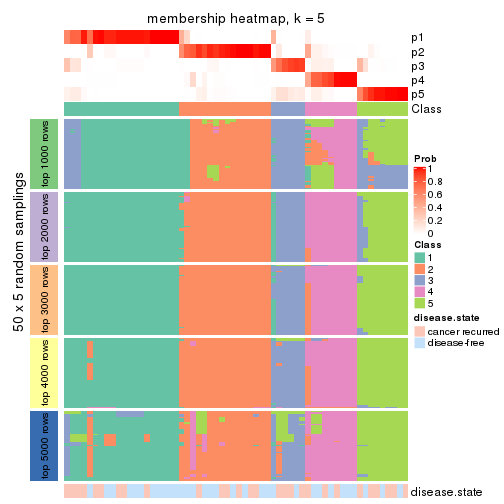 membership heatmap, k = 5
p1
p2
p3
p4
p5
Class
50 x 5 random samplings
top 1000 rows
top 2000 rows
top 3000 rows
top 4000 rows
top 5000 rows
Prob
1
0.8
0.6
0.4
0.2
0
Class
1
2
3
4
5
disease.state
cancer recurred
disease-free
disease.state